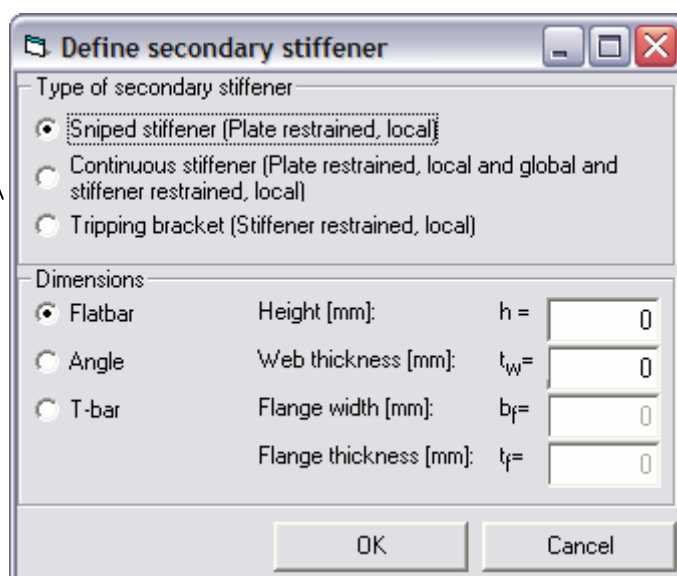 Define secondary stiffener
Type of secondary stiffener
Sniped stiffener (Plate restrained, local)
Continuous stiffener (Plate restrained, local and global and
stiffener restrained, local)
Tripping bracket (Stiffener restrained, local)
Dimensions
Flatbar Height [mm]: h = 0
Angle Web thickness [mm]: tw= 0
T-bar Flange width [mm]: bf= 0
Flange thickness [mm]: tf= 0
OK Cancel